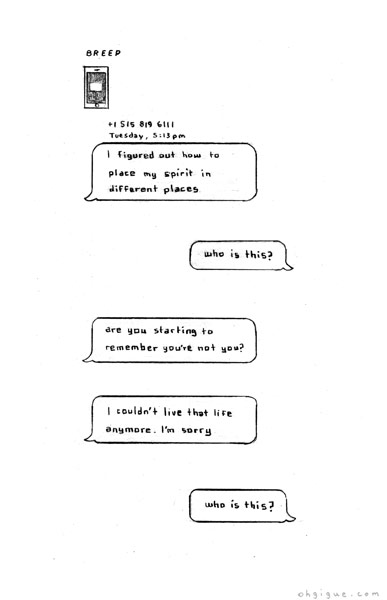 BREEP
+1 515 819 6111
Tuesday, 5:13 pm
I figured out how to
place my spirit in
different places.
who is this?
are you starting to
remember you're not you?
I couldn't live that life
anymore. I'm sorry
who is this?
ohgigue.com